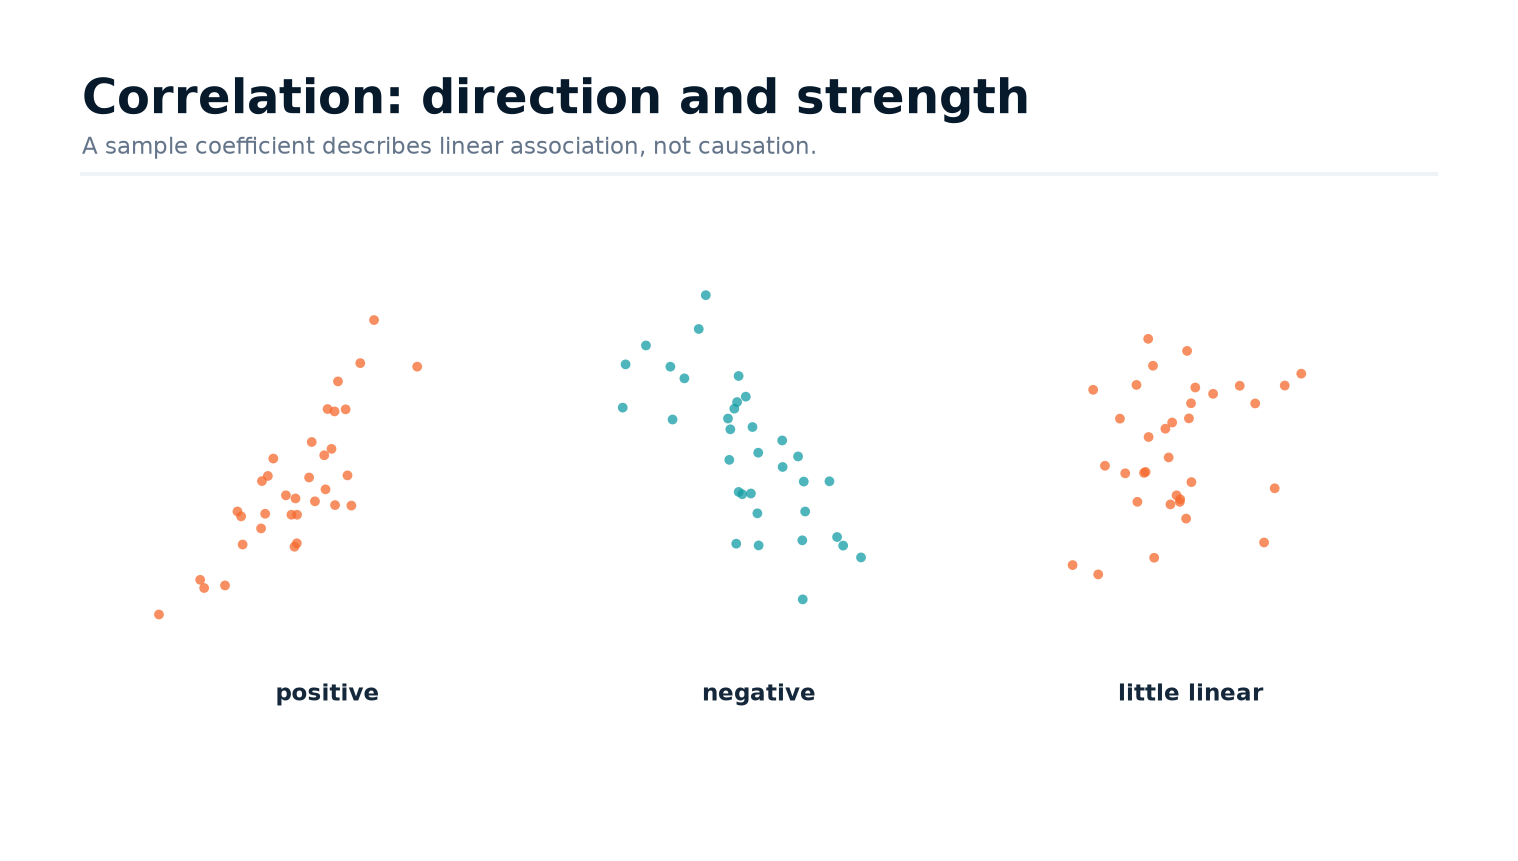 Correlation: direction and strength
A sample coefficient describes linear association, not causation.
positive
negative
little linear